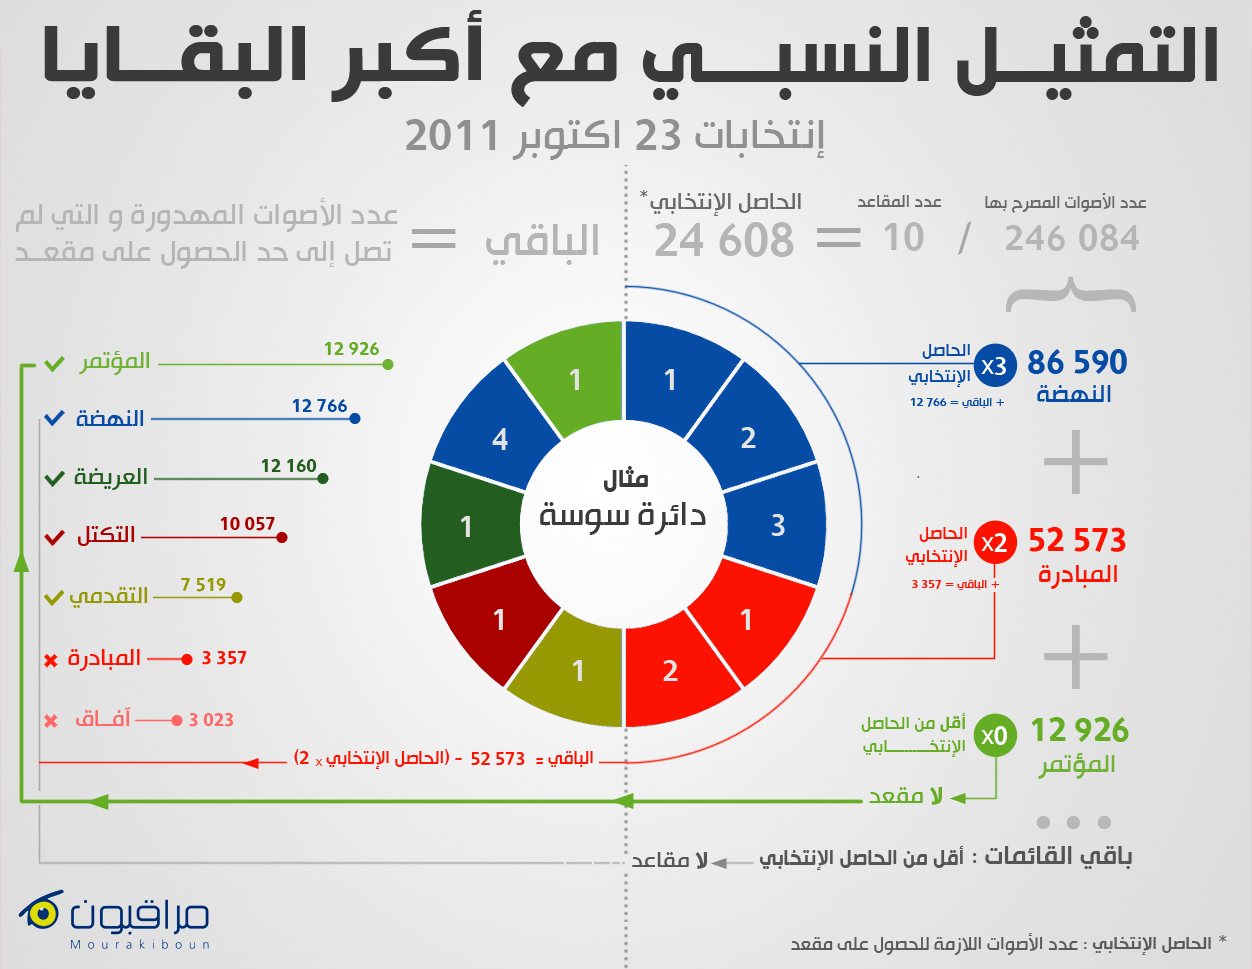 التمثيل النسبي مع أكبر البقايا
إنتخابات 23 اكتوبر 2011
عدد الأصوات المصرح بها
246 084
/
عدد المقاعد
10
=
الحاصل الإنتخابي*
24 608
الباقي
=
عدد الأصوات المهدورة و التي لم
تصل إلى حد الحصول على مقعد
86 590
النهضة
x3
الحاصل
الإنتخابي
+ الباقي = 766 12
+
52 573
المبادرة
x2
الحاصل
الإنتخابي
+ الباقي = 357 3
+
12 926
المؤتمر
x0
أقل من الحاصل
الإنتخابي
لا مقعد
...
باقي القائمات : أقل من الحاصل الإنتخابي
لا مقاعد
مثال
دائرة سوسة
1
2
3
1
2
1
1
1
4
1
المؤتمر
12 926
النهضة
12 766
العريضة
12 160
التكتل
10 057
التقدمي
7 519
المبادرة
3 357
آفاق
3 023
الباقي = 573 52 - (الحاصل الإنتخابي x 2)
مراقبون
Mourakiboun
* الحاصل الإنتخابي : عدد الأصوات اللازمة للحصول على مقعد